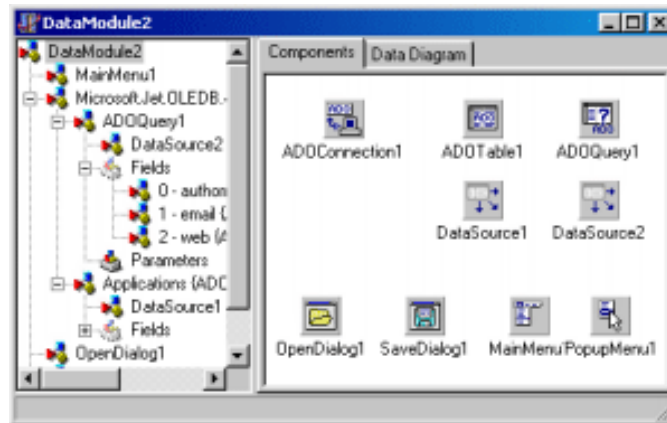 DataModule2
DataModule2
MainMenu1
Microsoft.Jet.OLEDB.
ADOQuery1
DataSource2
Fields
0 - author
1 - email
2 - web
Parameters
Applications {ADO
DataSource1
Fields
OpenDialog1
Components Data Diagram
ADOConnection1 ADOTable1 ADOQuery1
DataSource1 DataSource2
OpenDialog1 SaveDialog1 MainMenu PopupMenu1